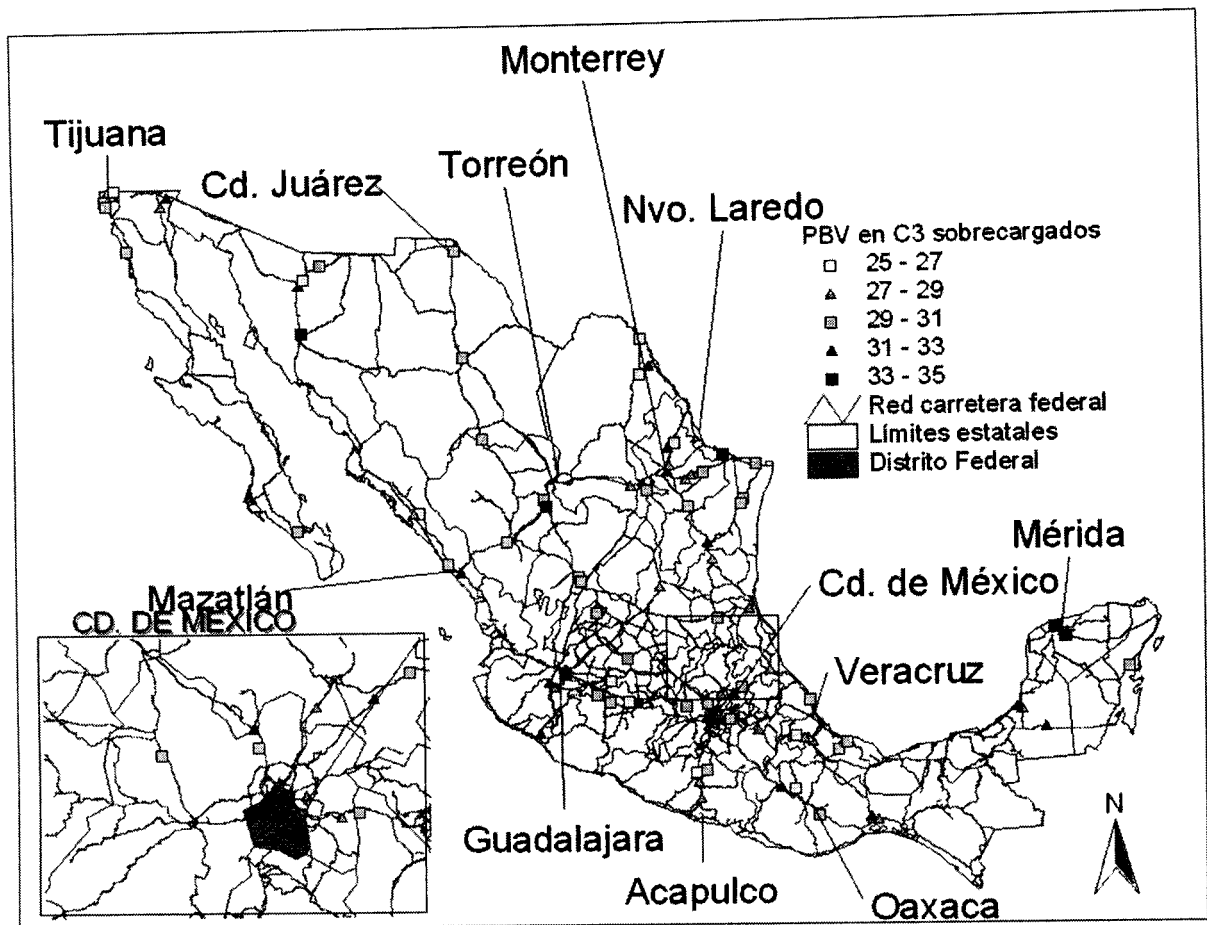 Monterrey
Tijuana
Cd. Juárez
Torreón
Nvo. Laredo
PBV en C3 sobrecargados
25 - 27
27 - 29
29 - 31
31 - 33
33 - 35
Red carretera federal
Límites estatales
Distrito Federal
Mérida
Mazatlán
Cd. de México
CD. DE MEXICO
Veracruz
Guadalajara
N
Acapulco
Oaxaca